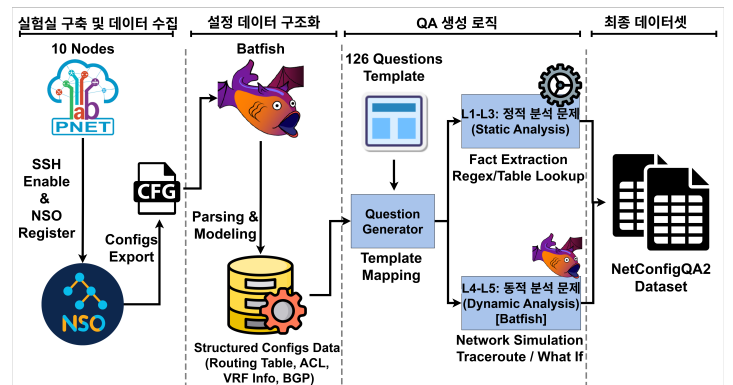 실험실 구축 및 데이터 수집
10 Nodes
lab
PNET
SSH
Enable
&
NSO
Register
CFG
Configs
Export
NSO
설정 데이터 구조화
Batfish
Parsing &
Modeling
Structured Configs Data
(Routing Table, ACL,
VRF Info, BGP)
QA 생성 로직
126 Questions
Template
Question
Generator
Template
Mapping
L1-L3: 정적 분석 문제
(Static Analysis)
Fact Extraction
Regex/Table Lookup
L4-L5: 동적 분석 문제
(Dynamic Analysis)
[Batfish]
Network Simulation
Traceroute / What If
최종 데이터셋
NetConfigQA2
Dataset